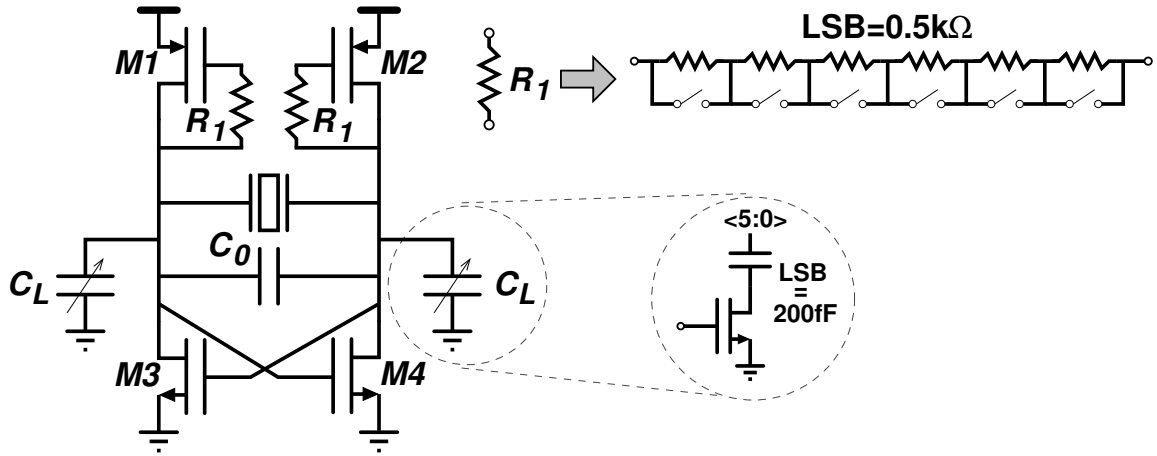 LSB=0.5kΩ
M1
M2
R1
R1
R1
C0
<5:0>
CL
CL
LSB
=
200fF
M3
M4